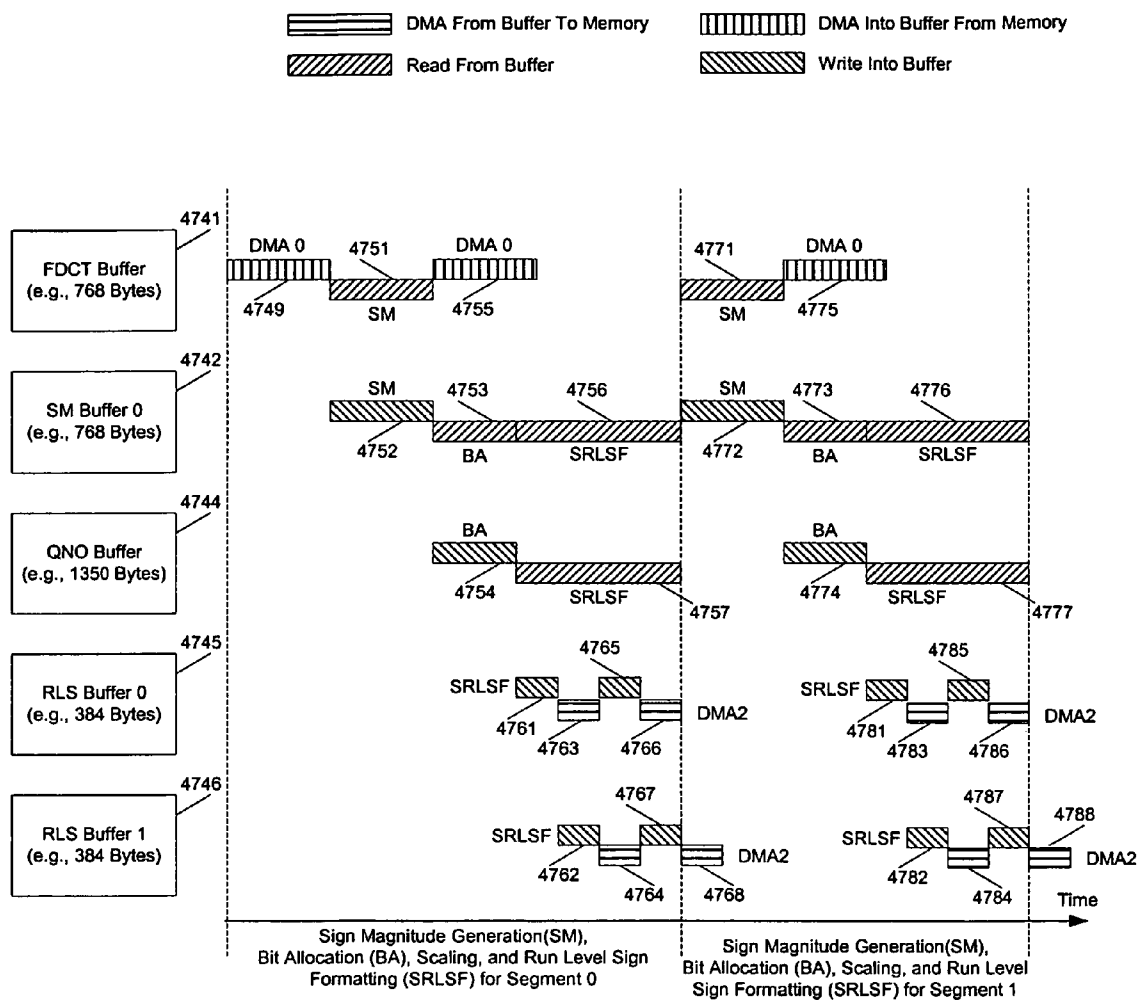 DMA From Buffer To Memory
DMA Into Buffer From Memory
Read From Buffer
Write Into Buffer
4741
FDCT Buffer
(e.g., 768 Bytes)
DMA 0
4751
DMA 0
4771
DMA 0
4749
SM
4755
SM
4775
4742
SM Buffer 0
(e.g., 768 Bytes)
SM
4753
4756
SM
4773
4776
4752
BA
SRLSF
4772
BA
SRLSF
4744
QNO Buffer
(e.g., 1350 Bytes)
BA
BA
4754
SRLSF
4757
4774
SRLSF
4777
4745
RLS Buffer 0
(e.g., 384 Bytes)
4765
4785
SRLSF
SRLSF
DMA2
DMA2
4761
4763
4766
4781
4783
4786
4746
RLS Buffer 1
(e.g., 384 Bytes)
4767
4787
4788
SRLSF
SRLSF
DMA2
DMA2
4762
4764
4768
4782
4784
Time
Sign Magnitude Generation(SM),
Bit Allocation (BA), Scaling, and Run Level Sign
Formatting (SRLSF) for Segment 0
Sign Magnitude Generation(SM),
Bit Allocation (BA), Scaling, and Run Level
Sign Formatting (SRLSF) for Segment 1